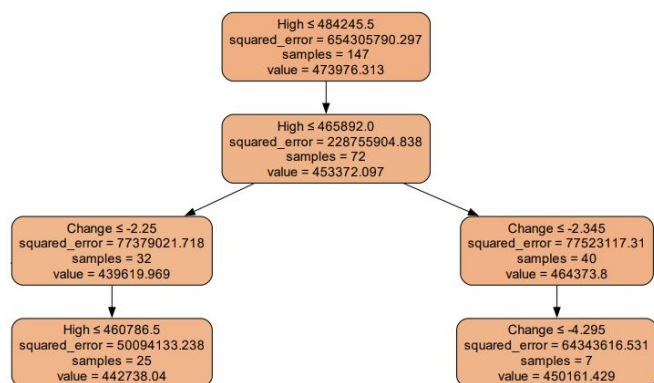 High ≤ 484245.5
squared_error = 654305790.297
samples = 147
value = 473976.313
High ≤ 465892.0
squared_error = 228755904.838
samples = 72
value = 453372.097
Change ≤ -2.25
squared_error = 77379021.718
samples = 32
value = 439619.969
Change ≤ -2.345
squared_error = 77523117.31
samples = 40
value = 464373.8
High ≤ 460786.5
squared_error = 50094133.238
samples = 25
value = 442738.04
Change ≤ -4.295
squared_error = 64343616.531
samples = 7
value = 450161.429